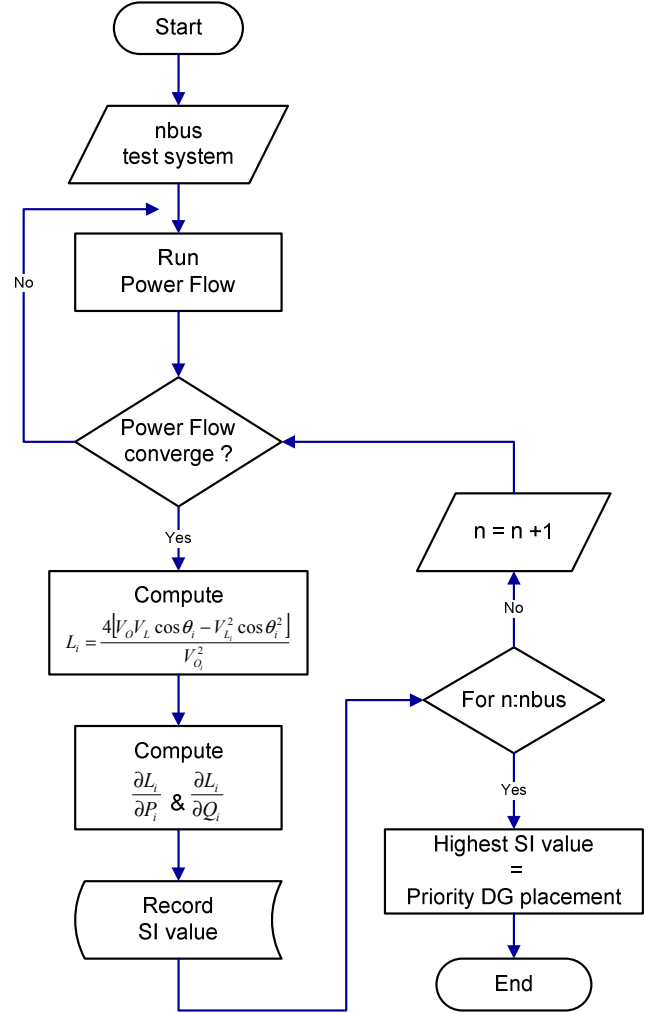 Start
nbus
test system
Run
Power Flow
No
Power Flow
converge ?
Yes
Compute
L_i = 4[V_O V_L cos θ_i − V_{L_i}^2 cos θ_i^2] / V_{O_i}^2
Compute
∂L_i/∂P_i & ∂L_i/∂Q_i
Record
SI value
n = n +1
No
For n:nbus
Yes
Highest SI value
=
Priority DG placement
End